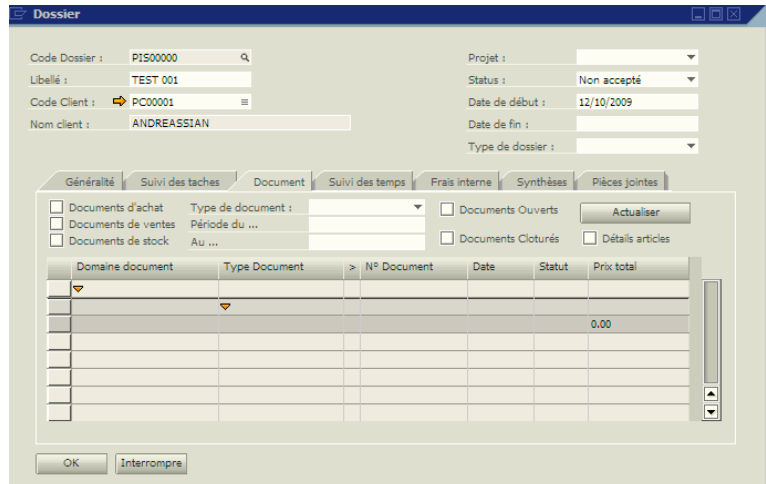 Dossier
Code Dossier : PIS00000 Projet :
Libellé : TEST 001 Status : Non accepté
Code Client : PC00001 Date de début : 12/10/2009
Nom client : ANDREASSIAN Date de fin :
Type de dossier :
Généralité Suivi des taches Document Suivi des temps Frais interne Synthèses Pièces jointes
Documents d'achat Type de document : Documents Ouverts Actualiser
Documents de ventes Période du ...
Documents de stock Au ... Documents Cloturés Détails articles
Domaine document Type Document > N° Document Date Statut Prix total
0.00
OK Interrompre